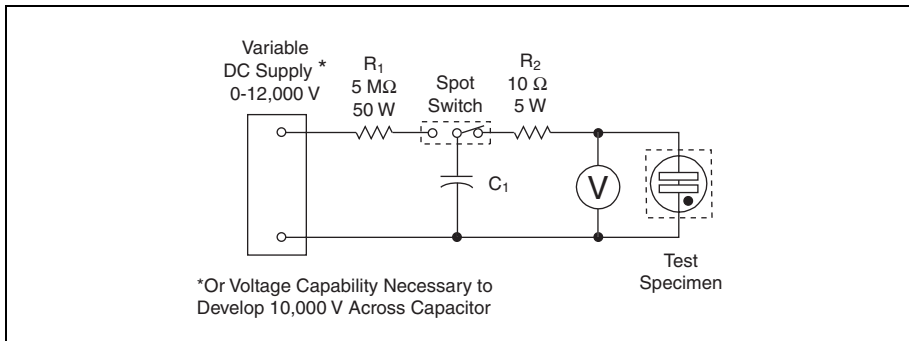 Variable
DC Supply *
0-12,000 V
R1
5 MΩ
50 W
Spot
Switch
R2
10 Ω
5 W
C1
V
Test
Specimen
*Or Voltage Capability Necessary to
Develop 10,000 V Across Capacitor